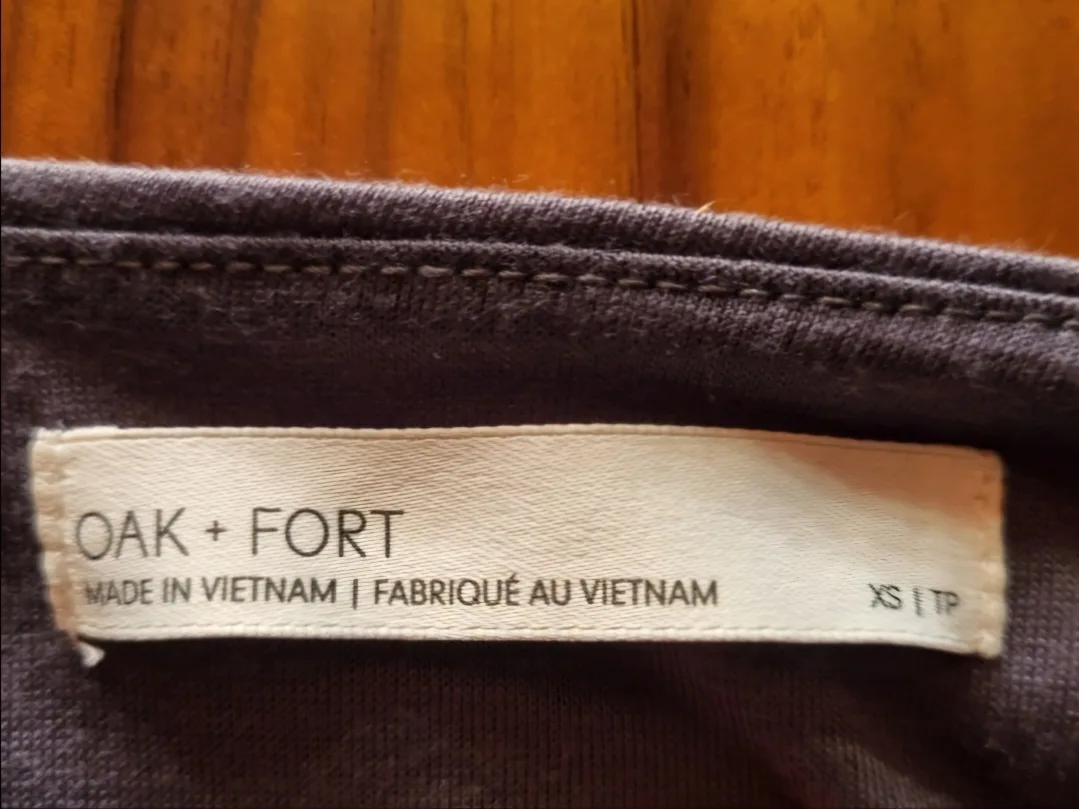 OAK + FORT
MADE IN VIETNAM | FABRIQUÉ AU VIETNAM XS | TP